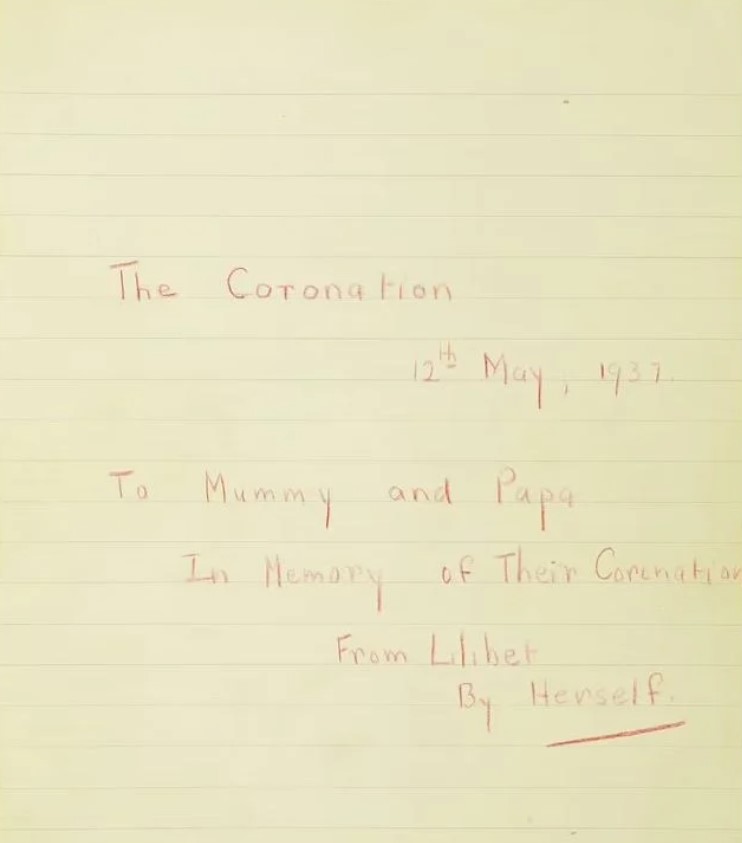 The Coronation
12th May, 1937.
To Mummy and Papa
In Memory of Their Coronation
From Lilibet
By Herself.